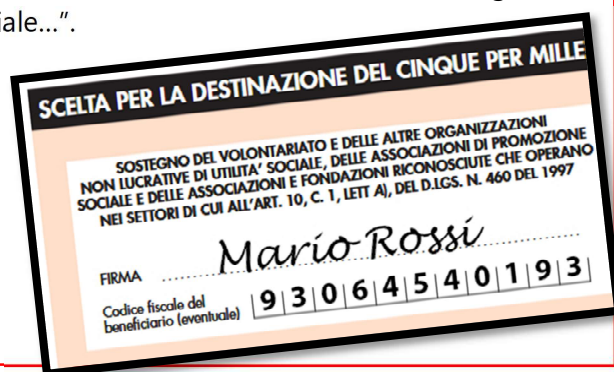 iale...”.
SCELTA PER LA DESTINAZIONE DEL CINQUE PER MILLE
SOSTEGNO DEL VOLONTARIATO E DELLE ALTRE ORGANIZZAZIONI
NON LUCRATIVE DI UTILITA’ SOCIALE, DELLE ASSOCIAZIONI DI PROMOZIONE
SOCIALE E DELLE ASSOCIAZIONI E FONDAZIONI RICONOSCIUTE CHE OPERANO
NEI SETTORI DI CUI ALL’ART. 10, C. 1, LETT A), DEL D.LGS. N. 460 DEL 1997
FIRMA Mario Rossi
Codice fiscale del
beneficiario (eventuale) 9 3 0 6 4 5 4 0 1 9 3